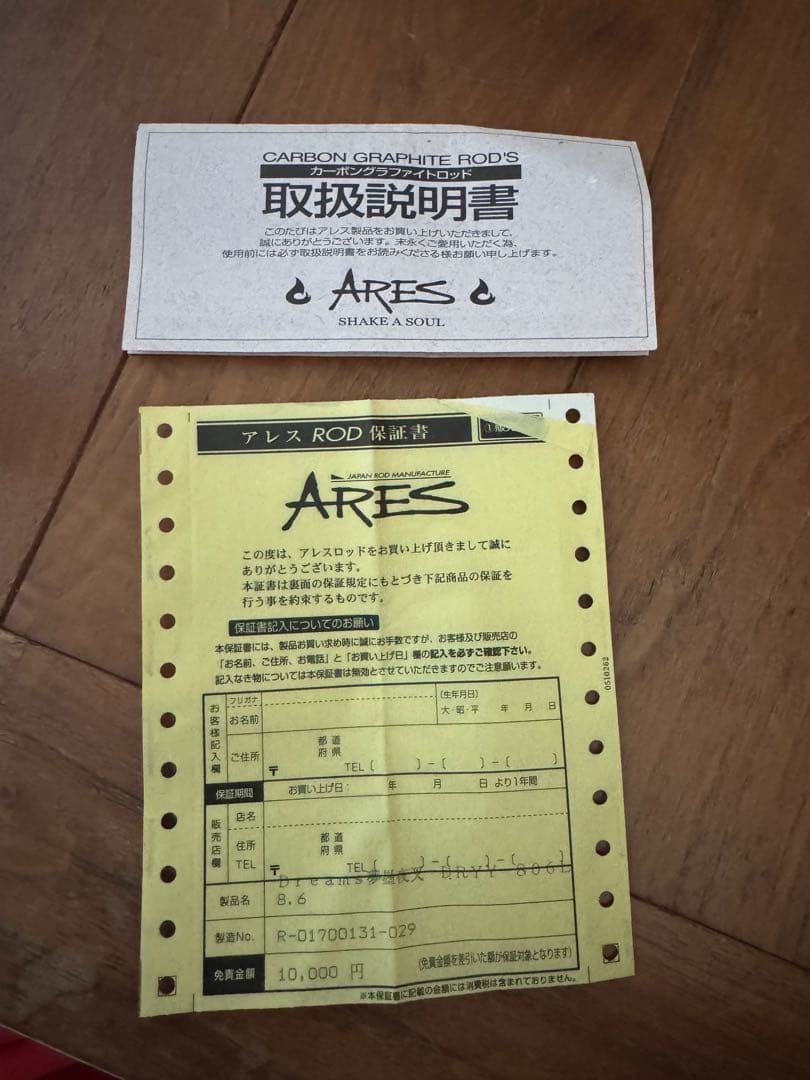 CARBON GRAPHITE ROD'S
カーボングラファイトロッド
取扱説明書
このたびはアレス製品をお買い上げいただきまして、
誠にありがとうございます。末永くご愛用いただく為、
使用前には必ず取扱説明書をお読みくださる様お願い申し上げます。
ARES
SHAKE A SOUL
アレス ROD 保証書
JAPAN ROD MANUFACTURE
ARES
この度は、アレスロッドをお買い上げ頂きまして誠に
ありがとうございます。
本証書は裏面の保証規定にもとづき下記商品の保証を
行う事を約束するものです。
保証書記入についてのお願い
本保証書には、製品お買い求め時に誠にお手数ですが、お客様及び販売店の
「お名前、ご住所、お電話」と「お買い上げ日」欄の記入を必ずご確認下さい。
記入なき物については本保証書は無効とさせていただきますのでご注意願います。
0510262
お客様記入欄
フリガナ
お名前
(生年月日)
大・昭・平 年 月 日
ご住所
都道
府県
〒 TEL ( ) - ( ) - ( )
保証期間 お買い上げ日: 年 月 日 より1年間
販売店欄
店名
住所
都道
府県
TEL
〒 TEL ( ) - ( ) - ( )
Dreams夢墨夜叉 DRYY 806L
製品名 8.6
製造No. R-01700131-029
免責金額 10,000 円 (免責金額を差引いた額が保証対象となります)
※本保証書に記載の金額には消費税は含まれておりません。